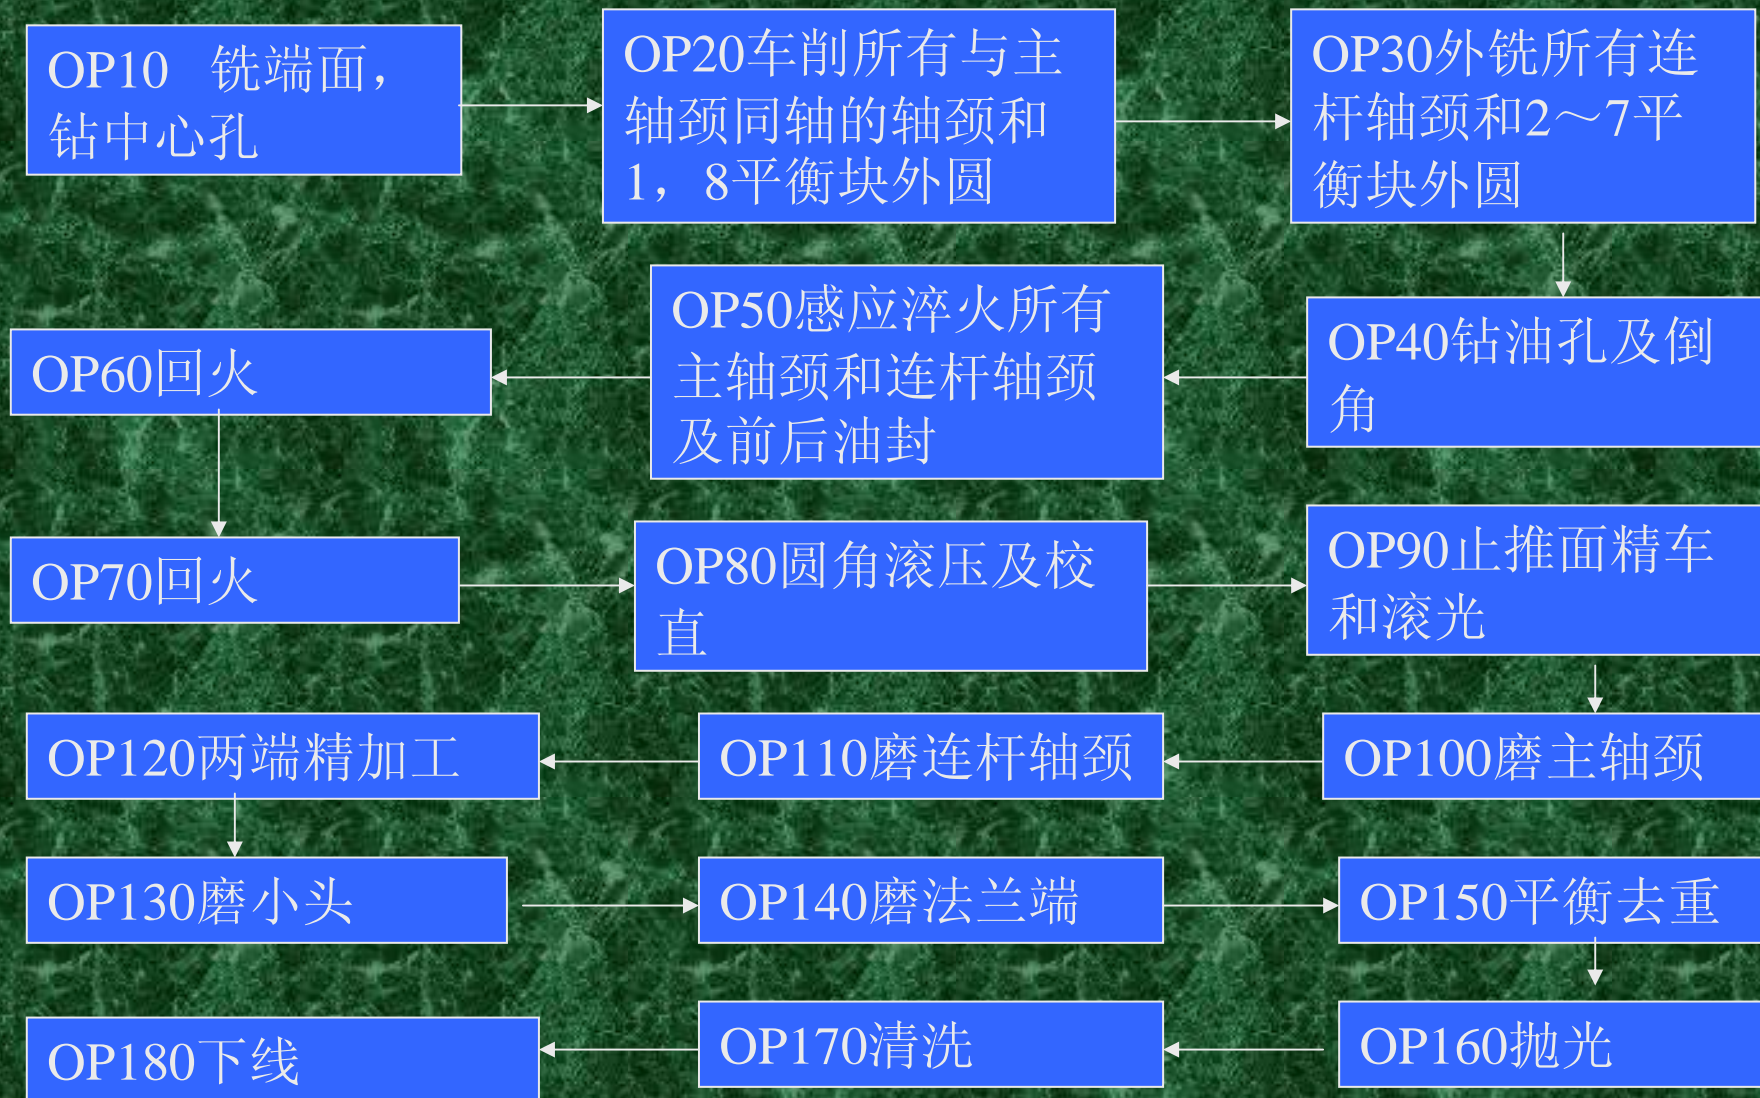 OP10 铣端面，
钻中心孔
OP20车削所有与主
轴颈同轴的轴颈和
1，8平衡块外圆
OP30外铣所有连
杆轴颈和2～7平
衡块外圆
OP40钻油孔及倒
角
OP50感应淬火所有
主轴颈和连杆轴颈
及前后油封
OP60回火
OP70回火
OP80圆角滚压及校
直
OP90止推面精车
和滚光
OP100磨主轴颈
OP110磨连杆轴颈
OP120两端精加工
OP130磨小头
OP140磨法兰端
OP150平衡去重
OP160抛光
OP170清洗
OP180下线